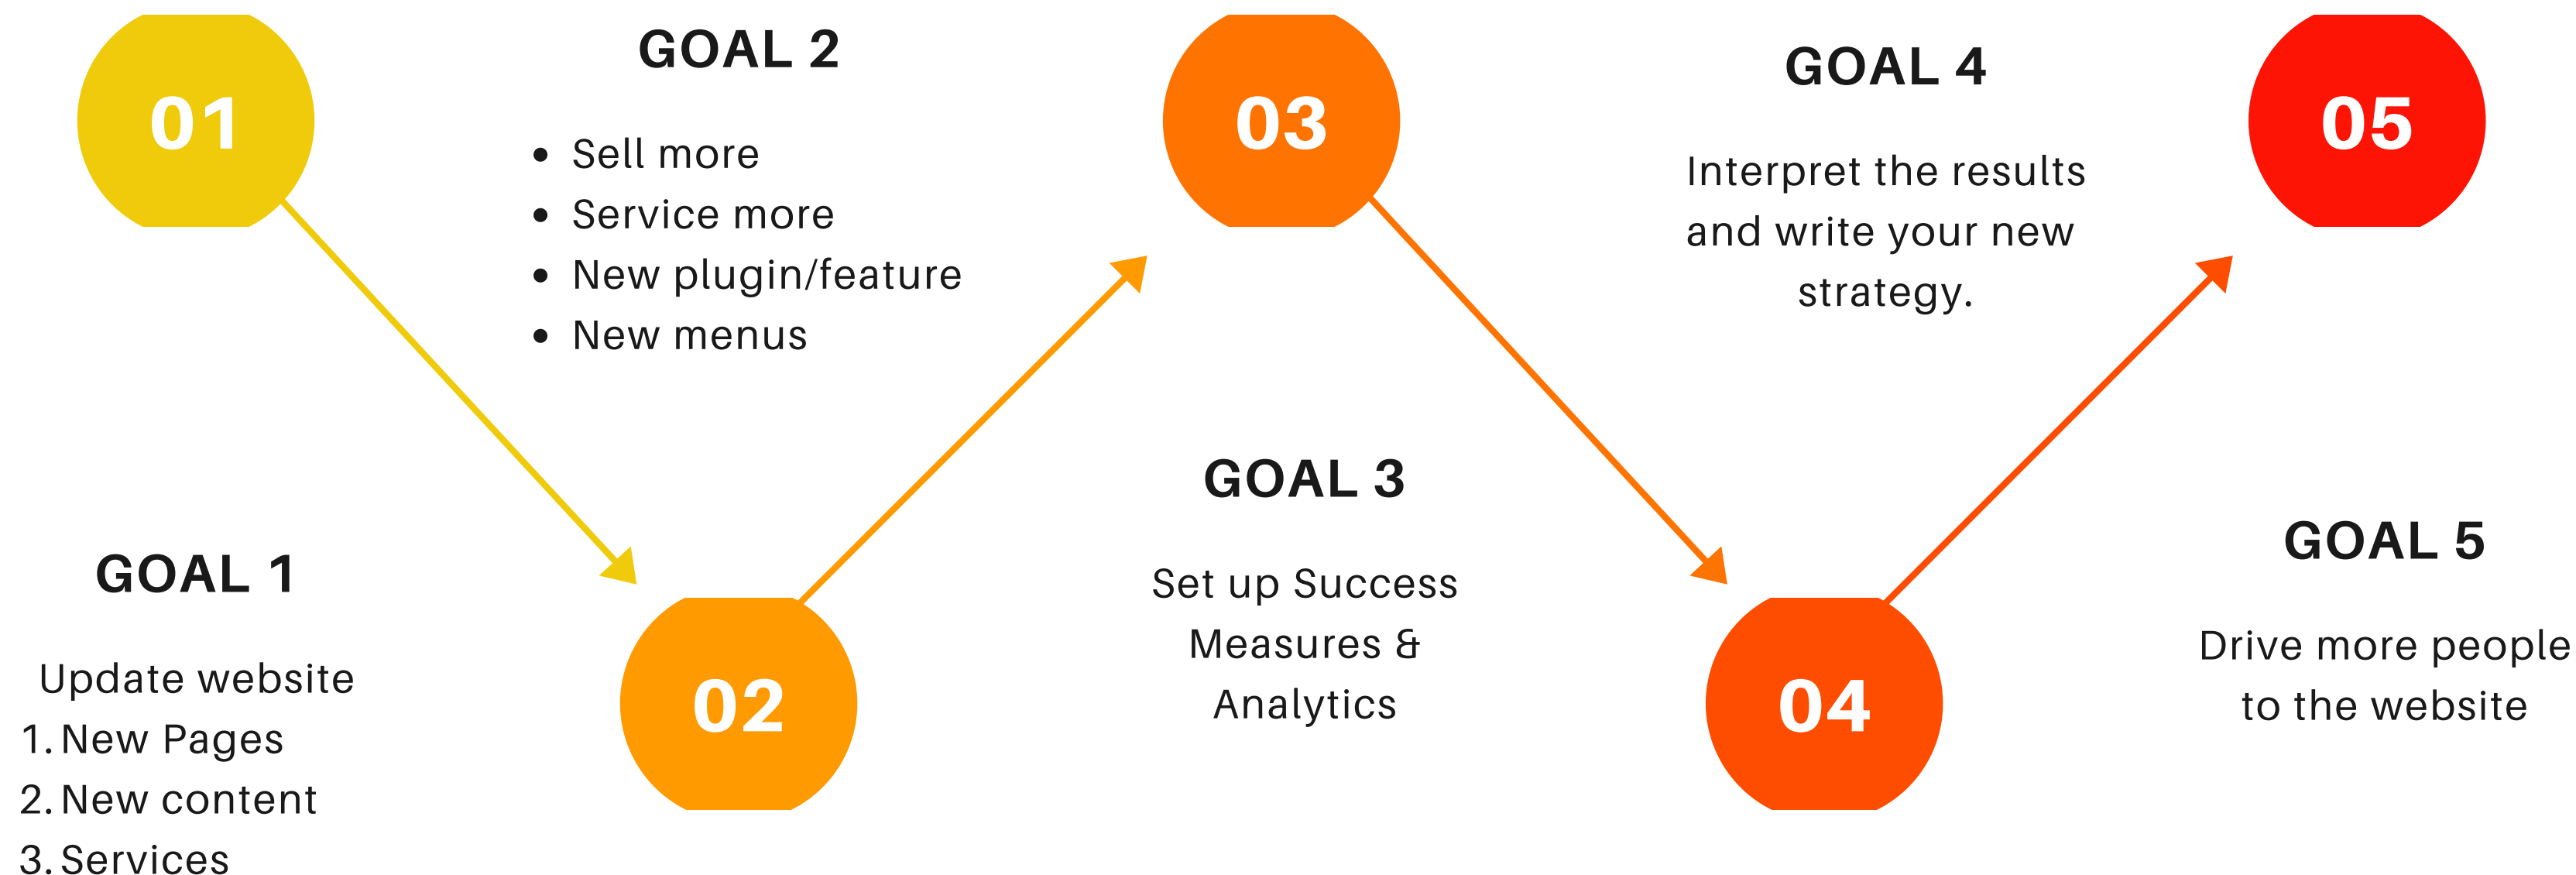 01
GOAL 1
Update website
1. New Pages
2. New content
3. Services
GOAL 2
• Sell more
• Service more
• New plugin/feature
• New menus
02
03
GOAL 3
Set up Success
Measures &
Analytics
GOAL 4
Interpret the results
and write your new
strategy.
04
05
GOAL 5
Drive more people
to the website